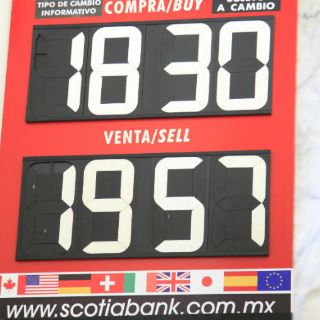 TIPO DE CAMBIO
INFORMATIVO
COMPRA/BUY
A CAMBIO
18 30
VENTA/SELL
19 57
www.scotiabank.com.mx